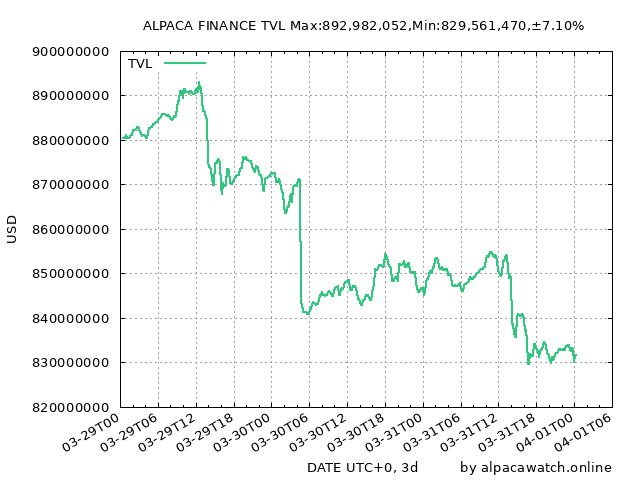 ALPACA FINANCE TVL Max:892,982,052,Min:829,561,470,±7.10%
900000000
TVL
890000000
880000000
870000000
860000000
850000000
840000000
830000000
820000000
USD
03-29T00
03-29T06
03-29T12
03-29T18
03-30T00
03-30T06
03-30T12
03-30T18
03-31T00
03-31T06
03-31T12
03-31T18
04-01T00
04-01T06
DATE UTC+0, 3d
by alpacawatch.online